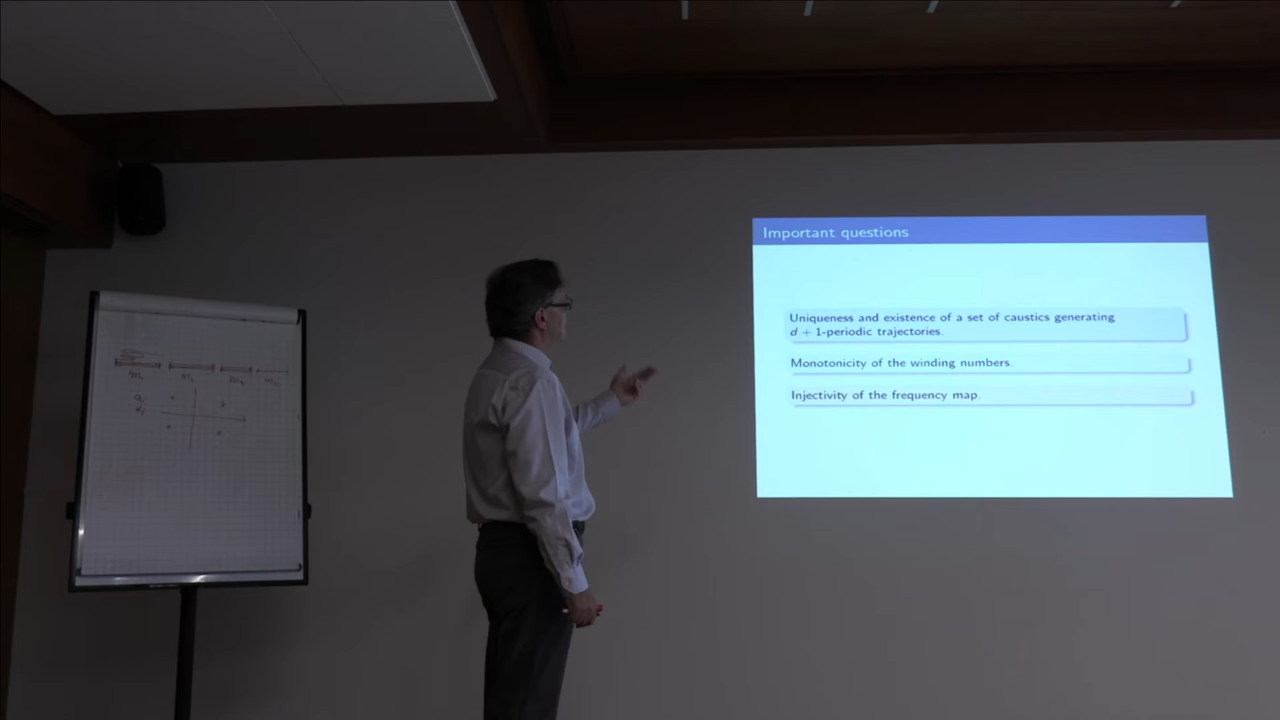 Important questions
Uniqueness and existence of a set of caustics generating
d + 1-periodic trajectories.
Monotonicity of the winding numbers.
Injectivity of the frequency map.